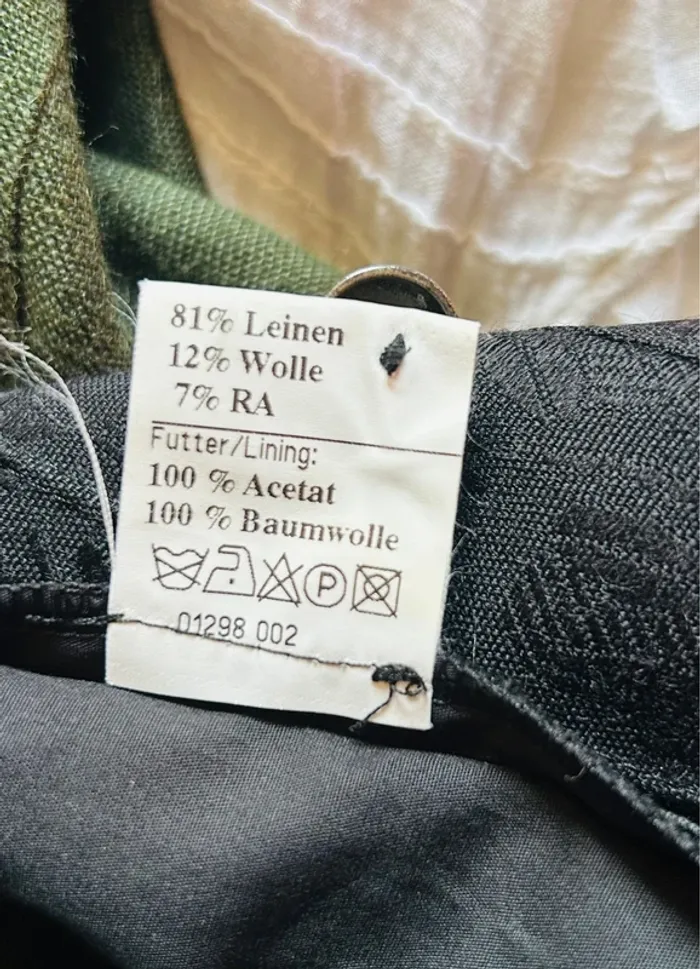 81% Leinen
12% Wolle
7% RA
Futter/Lining:
100 % Acetat
100 % Baumwolle
P
01298 002